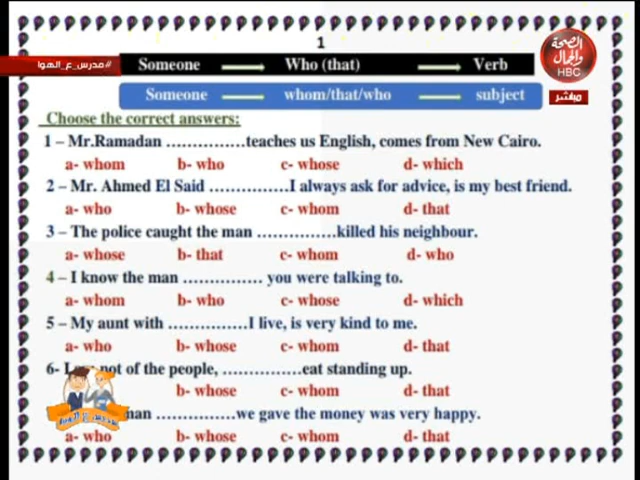 1
#مدرس_ع_الهوا
Someone Who (that) Verb
الصحة والجمال
HBC
مباشر
Someone whom/that/who subject
Choose the correct answers:
1 – Mr.Ramadan ……………teaches us English, comes from New Cairo.
a- whom b- who c- whose d- which
2 – Mr. Ahmed El Said ……………I always ask for advice, is my best friend.
a- who b- whose c- whom d- that
3 – The police caught the man ……………killed his neighbour.
a- whose b- that c- whom d- who
4 – I know the man …………… you were talking to.
a- whom b- who c- whose d- which
5 – My aunt with ……………I live, is very kind to me.
a- who b- whose c- whom d- that
6- I not of the people, ……………eat standing up.
b- whose c- whom d- that
man ……………we gave the money was very happy.
مدرس ع الهوا
a- who b- whose c- whom d- that